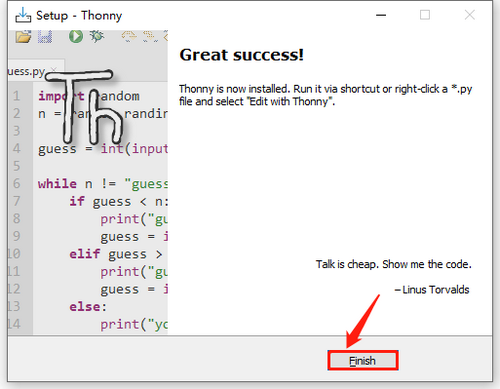 Setup - Thonny
uess.py
Th
Great success!
Thonny is now installed. Run it via shortcut or right-click a *.py
file and select "Edit with Thonny".
1 import random
2 n = randin
3
4 guess = int(input
5
6 while n != "gues
7 if guess < n:
8 print("gu
9 guess = i
10 elif guess >
11 print("gu
12 guess = i
13 else:
14 print("yo
Talk is cheap. Show me the code.
– Linus Torvalds
Finish